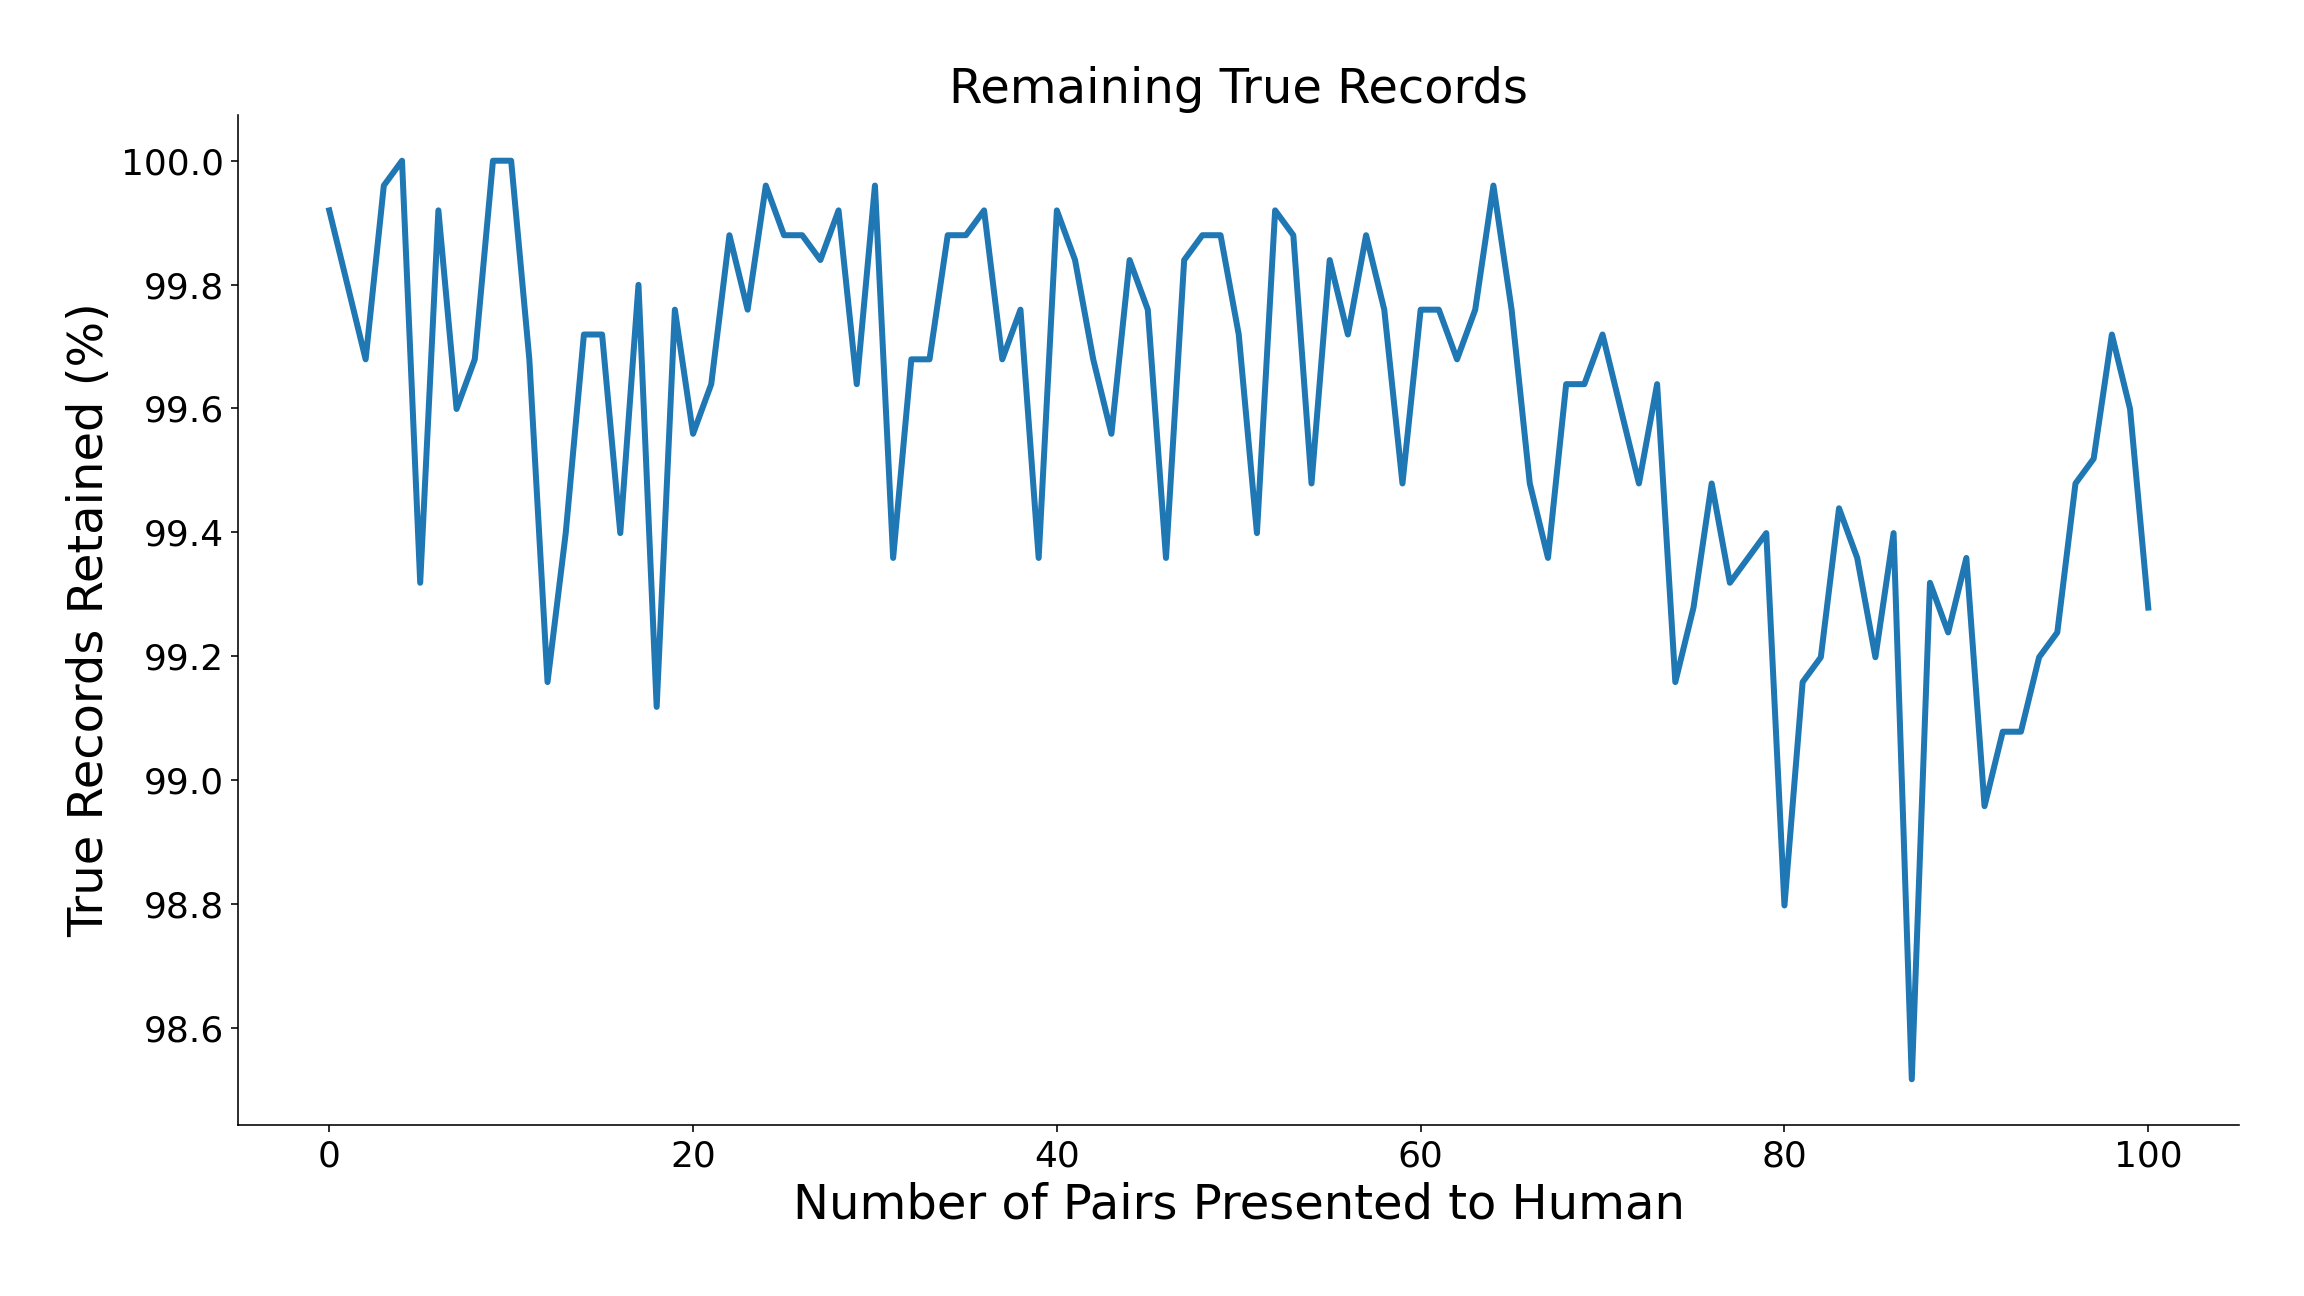 Remaining True Records
True Records Retained (%)
100.0
99.8
99.6
99.4
99.2
99.0
98.8
98.6
0 20 40 60 80 100
Number of Pairs Presented to Human